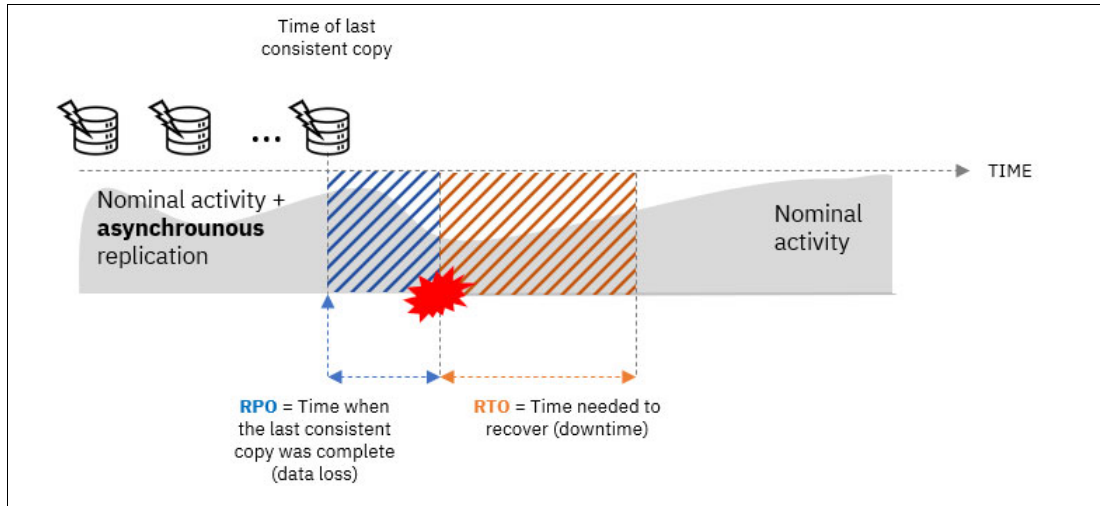 Time of last
consistent copy
...
TIME
Nominal activity +
asynchrounous
replication
Nominal
activity
RPO = Time when
the last consistent
copy was complete
(data loss)
RTO = Time needed to
recover (downtime)